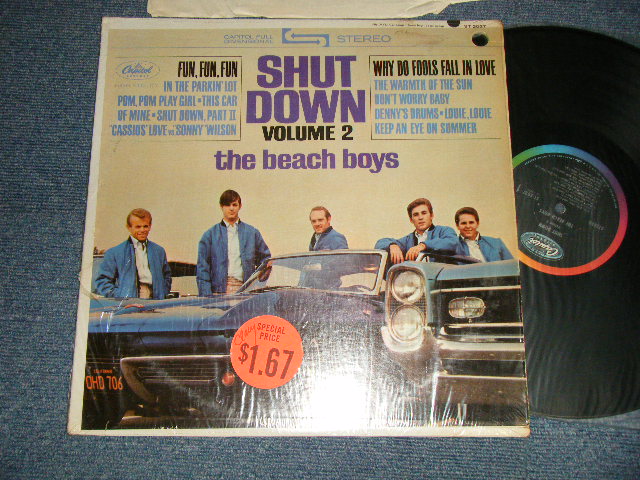 CAPITOL FULL DIMENSIONAL STEREO
ST 2027
Capitol
RECORDS
FUN, FUN, FUN
IN THE PARKIN' LOT
POM, POM PLAY GIRL • THIS CAR
OF MINE • SHUT DOWN, PART II
"CASSIUS" LOVE vs "SONNY" WILSON
SHUT
DOWN
VOLUME 2
WHY DO FOOLS FALL IN LOVE
THE WARMTH OF THE SUN
DON'T WORRY BABY
DENNY'S DRUMS • LOUIE, LOUIE
KEEP AN EYE ON SUMMER
the beach boys
SPECIAL
PRICE
$1.67
OHD 706
Capitol